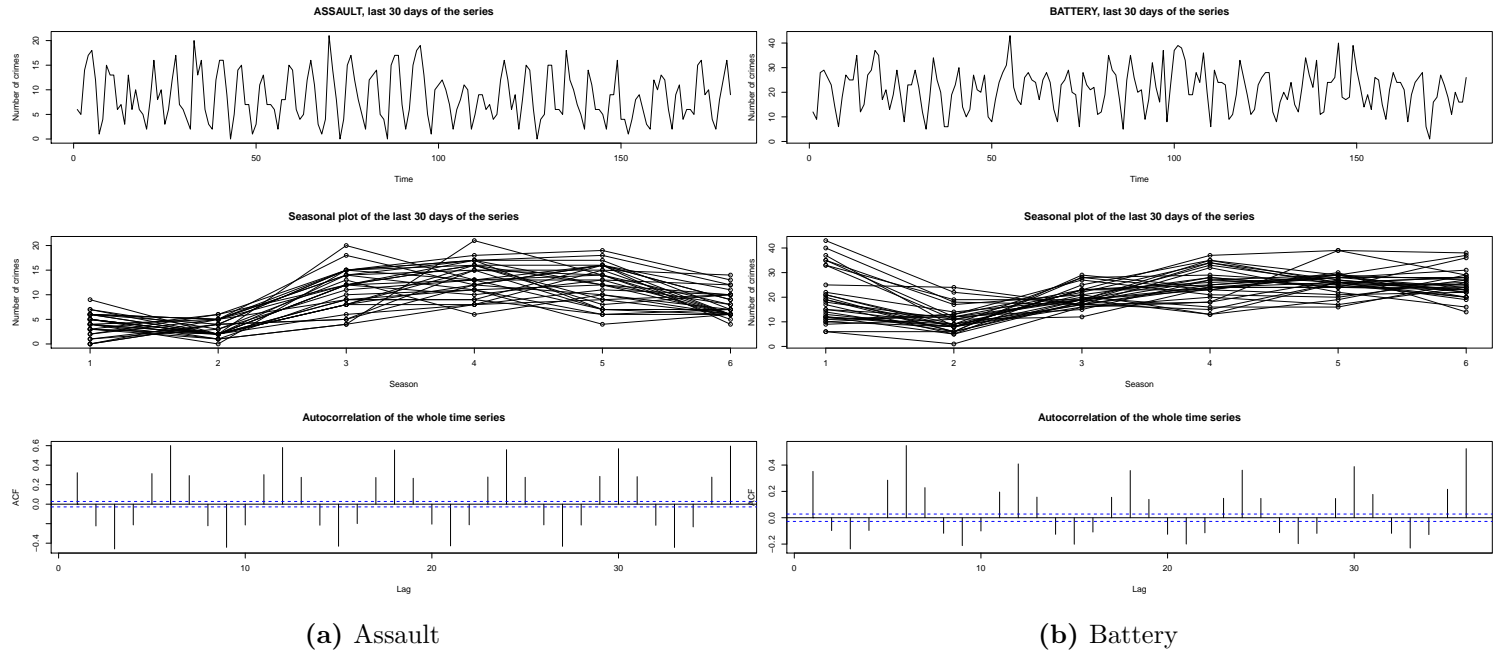 ASSAULT, last 30 days of the series
Number of crimes
0 5 10 15 20
0 50 100 150
Time
Seasonal plot of the last 30 days of the series
Number of crimes
0 5 10 15 20
1 2 3 4 5 6
Season
Autocorrelation of the whole time series
ACF
−0.4 0.0 0.2 0.4 0.6
0 10 20 30
Lag
(a) Assault
BATTERY, last 30 days of the series
Number of crimes
0 10 20 30 40
0 50 100 150
Time
Seasonal plot of the last 30 days of the series
Number of crimes
0 10 20 30 40
1 2 3 4 5 6
Season
Autocorrelation of the whole time series
ACF
−0.2 0.0 0.2 0.4
0 10 20 30
Lag
(b) Battery